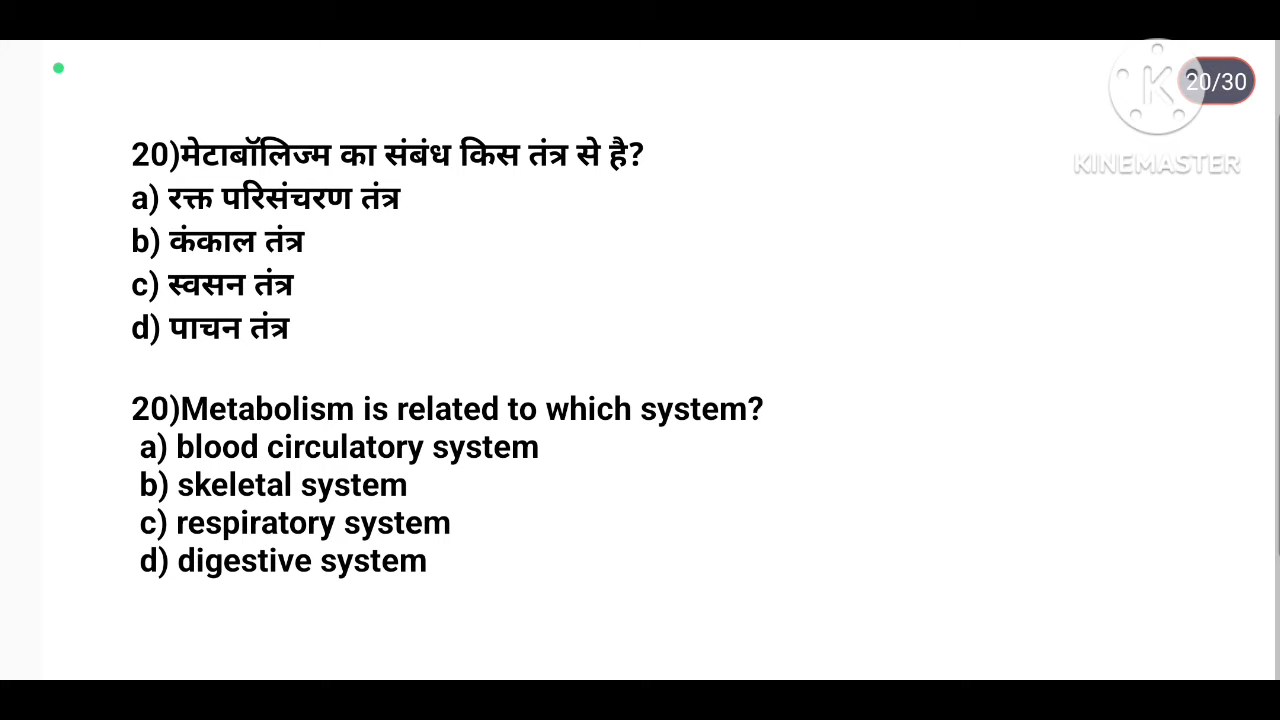 20/30
KINEMASTER
20)मेटाबॉलिज्म का संबंध किस तंत्र से है?
a) रक्त परिसंचरण तंत्र
b) कंकाल तंत्र
c) स्वसन तंत्र
d) पाचन तंत्र
20)Metabolism is related to which system?
a) blood circulatory system
b) skeletal system
c) respiratory system
d) digestive system